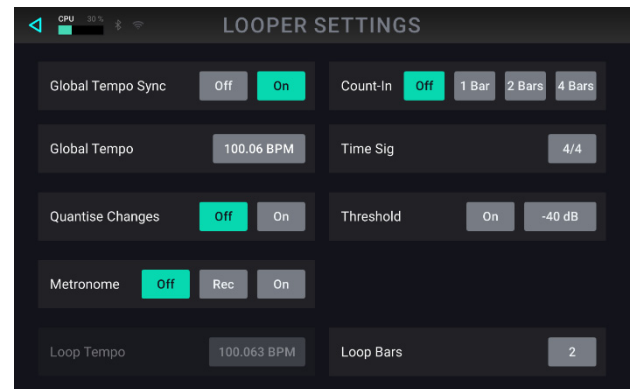 CPU 30 % LOOPER SETTINGS
Global Tempo Sync Off On Count-In Off 1 Bar 2 Bars 4 Bars
Global Tempo 100.06 BPM Time Sig 4/4
Quantise Changes Off On Threshold On -40 dB
Metronome Off Rec On
Loop Tempo 100.063 BPM Loop Bars 2